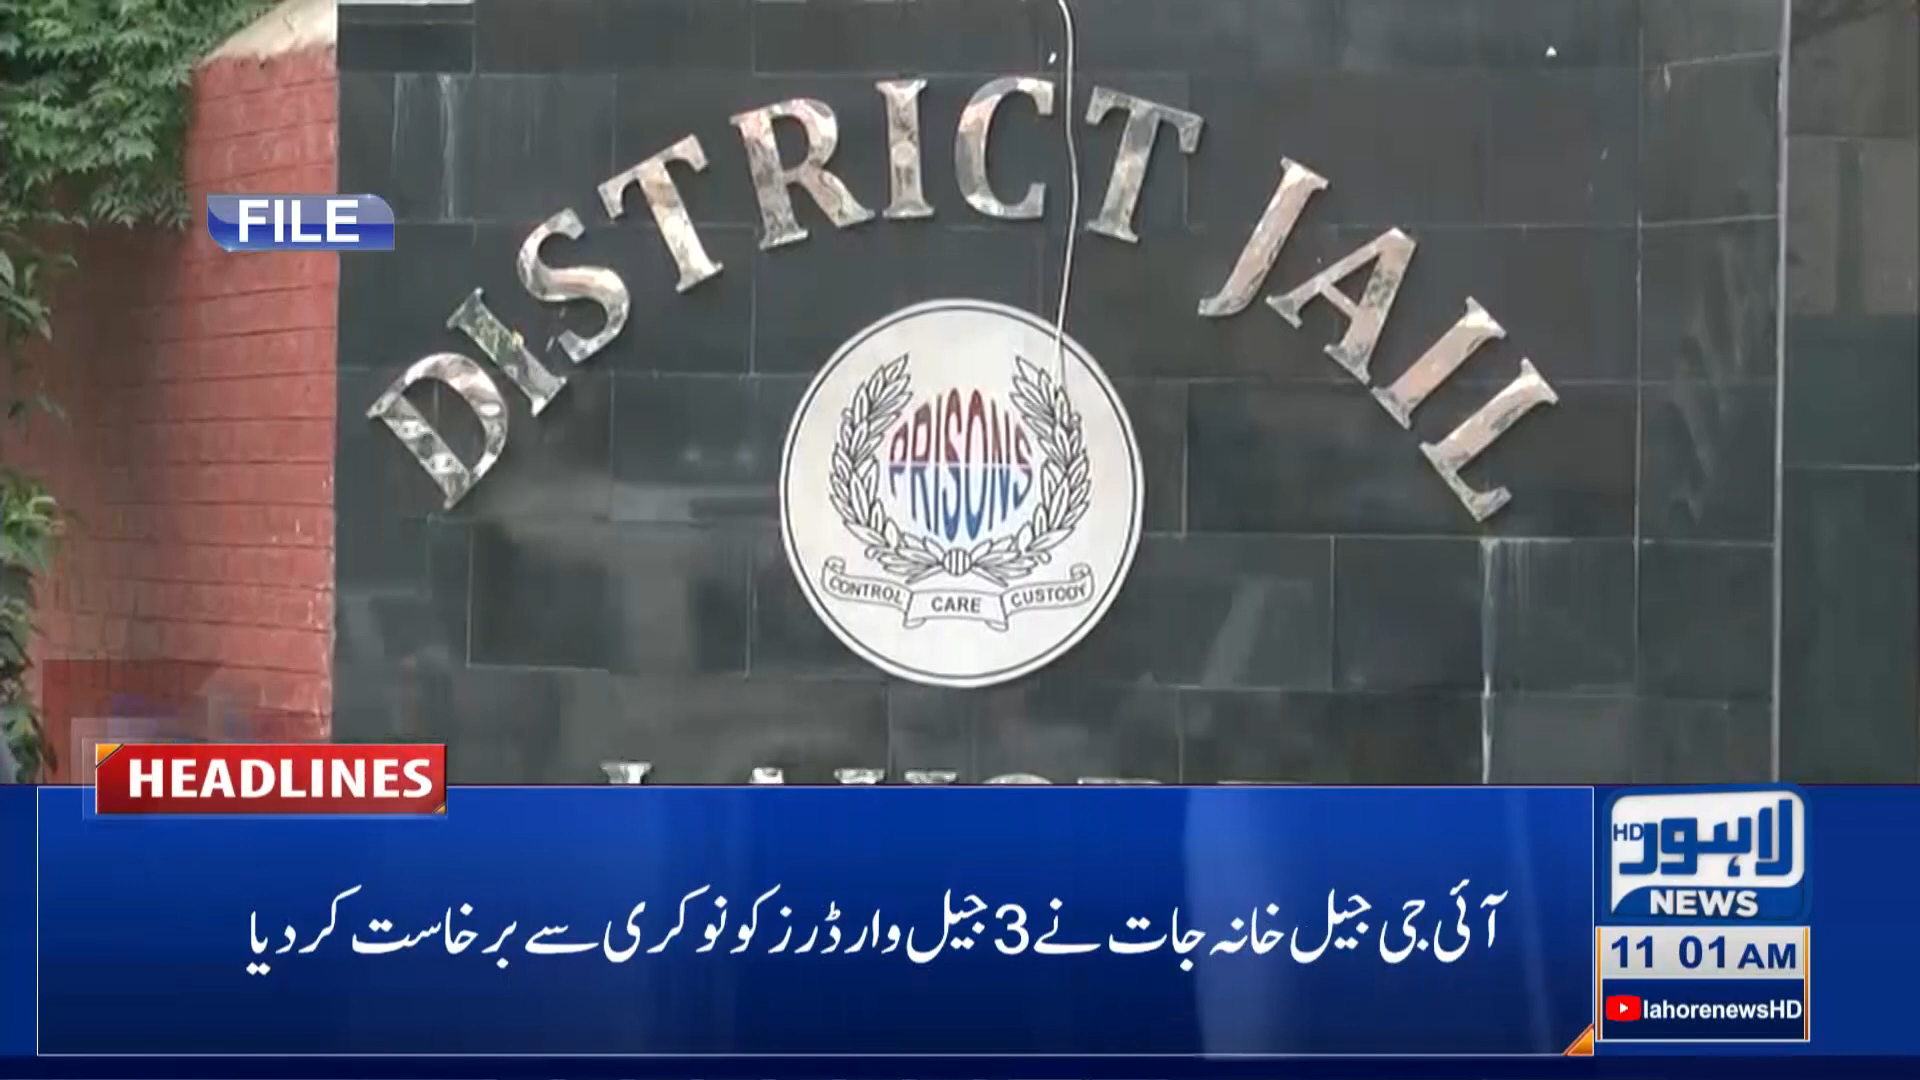 DISTRICT JAIL
FILE
PRISONS
CONTROL CARE CUSTODY
HEADLINES
آئی جی جیل خانہ جات نے 3 جیل وارڈرز کو نوکری سے برخاست کر دیا
لاہور HD
NEWS
11 01 AM
lahorenewsHD